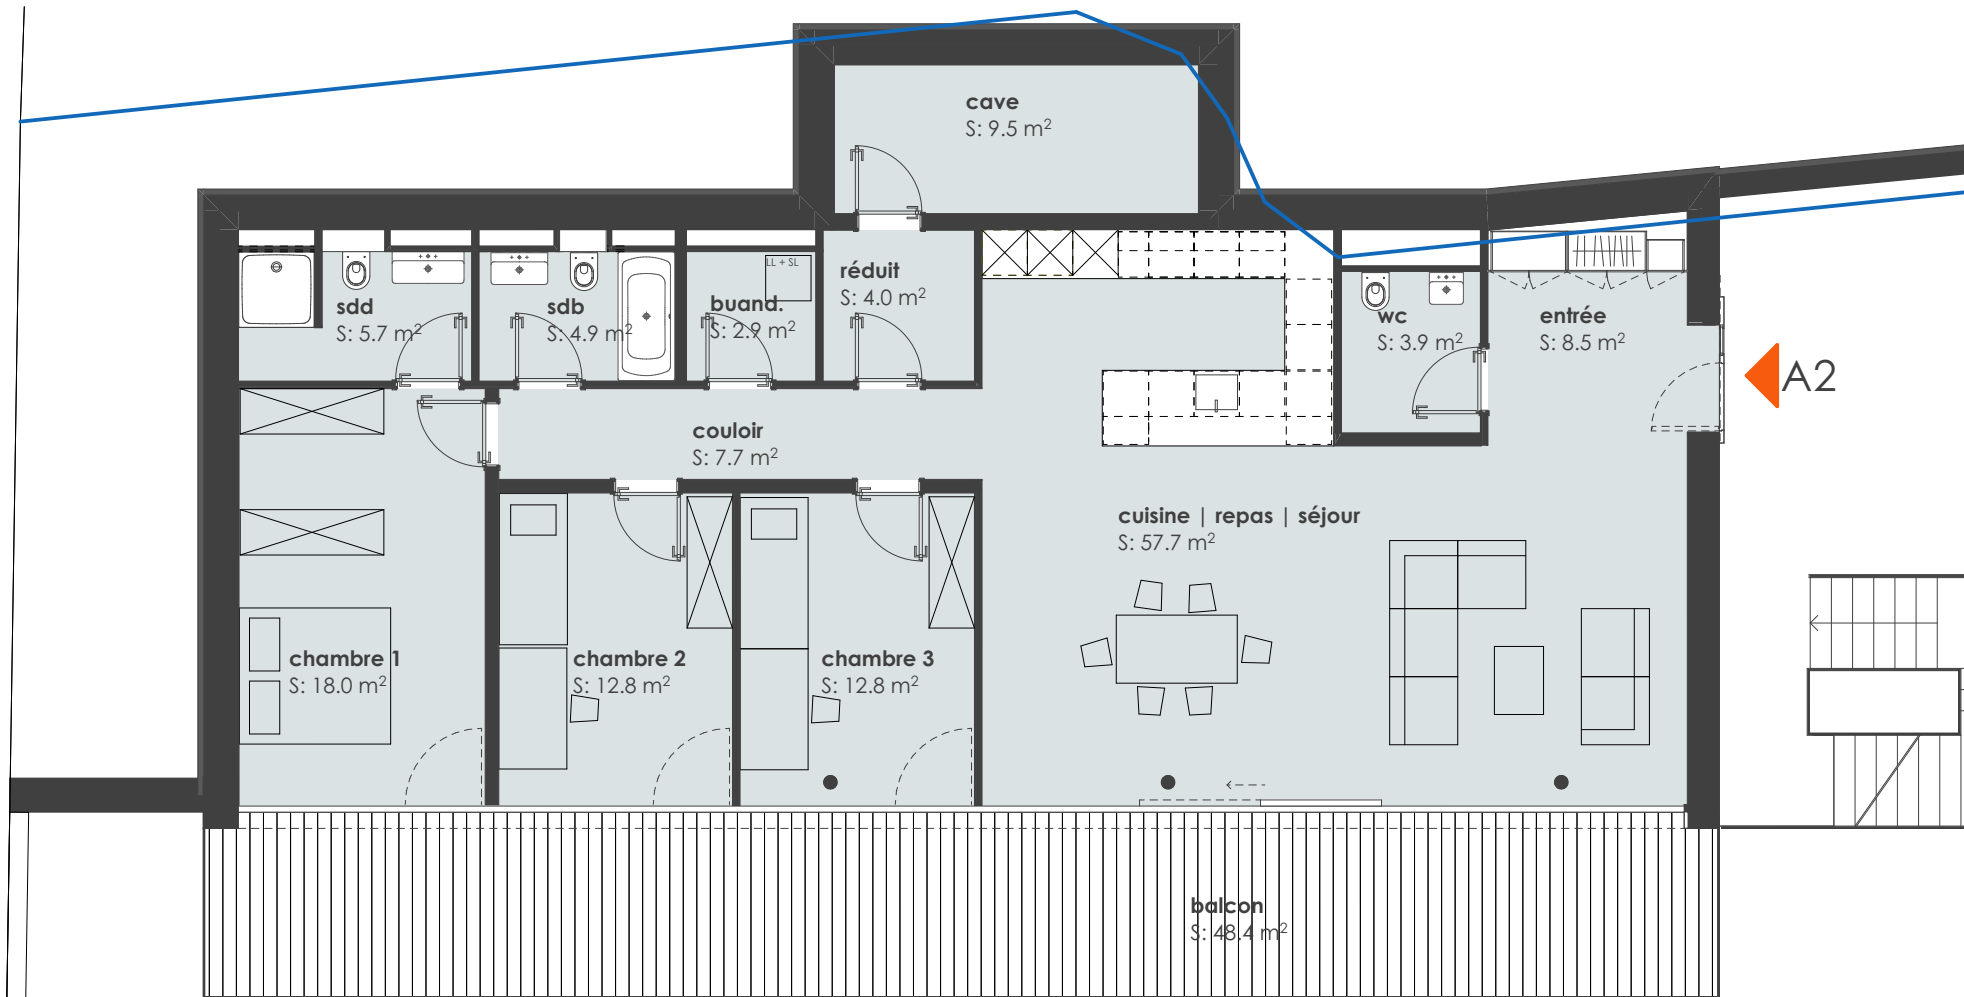 cave
S: 9.5 m²
réduit
S: 4.0 m²
LL + SL
sdd
S: 5.7 m²
sdb
S: 4.9 m²
buand.
S: 2.9 m²
wc
S: 3.9 m²
entrée
S: 8.5 m²
A2
couloir
S: 7.7 m²
cuisine | repas | séjour
S: 57.7 m²
chambre 1
S: 18.0 m²
chambre 2
S: 12.8 m²
chambre 3
S: 12.8 m²
balcon
S: 48.4 m²